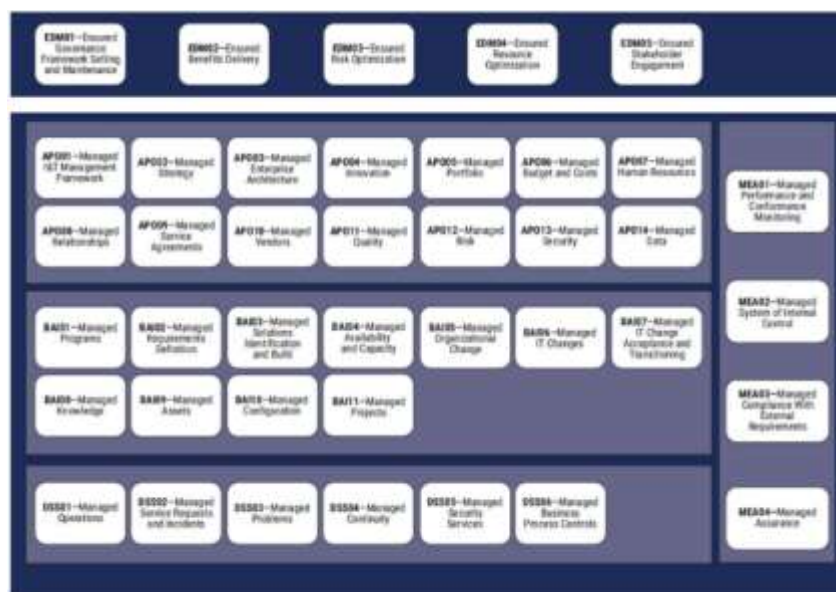 EDM01—Ensured
Governance
Framework Setting
and Maintenance
EDM02—Ensured
Benefits Delivery
EDM03—Ensured
Risk Optimization
EDM04—Ensured
Resource
Optimization
EDM05—Ensured
Stakeholder
Engagement
APO01—Managed
I&T Management
Framework
APO02—Managed
Strategy
APO03—Managed
Enterprise
Architecture
APO04—Managed
Innovation
APO05—Managed
Portfolio
APO06—Managed
Budget and Costs
APO07—Managed
Human Resources
APO08—Managed
Relationships
APO09—Managed
Service
Agreements
APO10—Managed
Vendors
APO11—Managed
Quality
APO12—Managed
Risk
APO13—Managed
Security
APO14—Managed
Data
BAI01—Managed
Programs
BAI02—Managed
Requirements
Definition
BAI03—Managed
Solutions
Identification
and Build
BAI04—Managed
Availability
and Capacity
BAI05—Managed
Organizational
Change
BAI06—Managed
IT Changes
BAI07—Managed
IT Change
Acceptance and
Transitioning
BAI08—Managed
Knowledge
BAI09—Managed
Assets
BAI10—Managed
Configuration
BAI11—Managed
Projects
DSS01—Managed
Operations
DSS02—Managed
Service Requests
and Incidents
DSS03—Managed
Problems
DSS04—Managed
Continuity
DSS05—Managed
Security
Services
DSS06—Managed
Business
Process Controls
MEA01—Managed
Performance and
Conformance
Monitoring
MEA02—Managed
System of Internal
Control
MEA03—Managed
Compliance With
External
Requirements
MEA04—Managed
Assurance